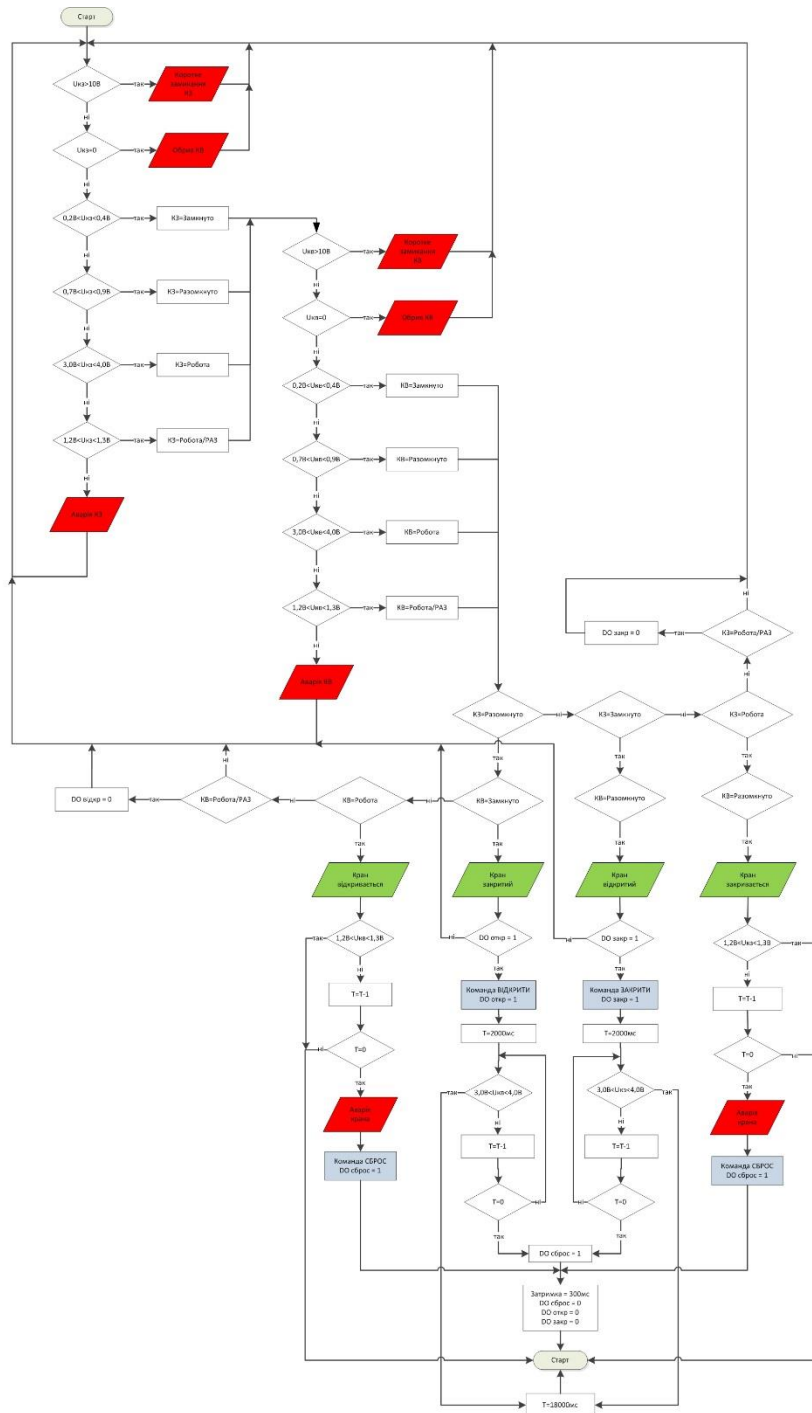 Старт
Uкз>10В
так
Коротке
замикання
КЗ
ні
Uкз=0
так
Обрив КВ
ні
0,2В<Uкз<0,4В
так
КЗ=Замкнуто
ні
0,7В<Uкз<0,9В
так
КЗ=Разомкнуто
ні
3,0В<Uкз<4,0В
так
КЗ=Робота
ні
1,2В<Uкз<1,3В
так
КЗ=Робота/РАЗ
ні
Аварія КЗ
Uкв>10В
так
Коротке
замикання
ні
Uкв=0
так
Обрив КВ
ні
0,2В<Uкв<0,4В
так
КВ=Замкнуто
ні
0,7В<Uкв<0,9В
так
КВ=Разомкнуто
ні
3,0В<Uкв<4,0В
так
КВ=Робота
ні
1,2В<Uкв<1,3В
так
КВ=Робота/РАЗ
ні
Аварія КВ
ні
DO закр = 0
так
КЗ=Робота/РАЗ
ні
КЗ=Разомкнуто
ні
КЗ=Замкнуто
ні
КЗ=Робота
так
так
так
ні
DO відкр = 0
так
КВ=Робота/РАЗ
ні
КВ=Робота
ні
КВ=Замкнуто
КВ=Разомкнуто
КВ=Разомкнуто
так
так
так
так
Кран
відкривається
Кран
закритий
Кран
відкритий
Кран
закривається
так
1,2В<Uкв<1,3В
ні
DO откр = 1
ні
DO закр = 1
1,2В<Uкз<1,3В
так
ні
так
так
ні
T=T-1
Команда ВІДКРИТИ
DO откр = 1
Команда ЗАКРИТИ
DO закр = 1
T=T-1
T=2000мс
T=2000мс
T=0
ні
T=0
ні
так
так
так
3,0В<Uкв<4,0В
3,0В<Uкз<4,0В
так
ні
ні
Аварія
крана
Аварія
крана
T=T-1
T=T-1
Команда СБРОС
DO сброс = 1
Команда СБРОС
DO сброс = 1
T=0
T=0
так
так
DO сброс = 1
Затримка = 300мс
DO сброс = 0
DO откр = 0
DO закр = 0
Старт
T=18000мс